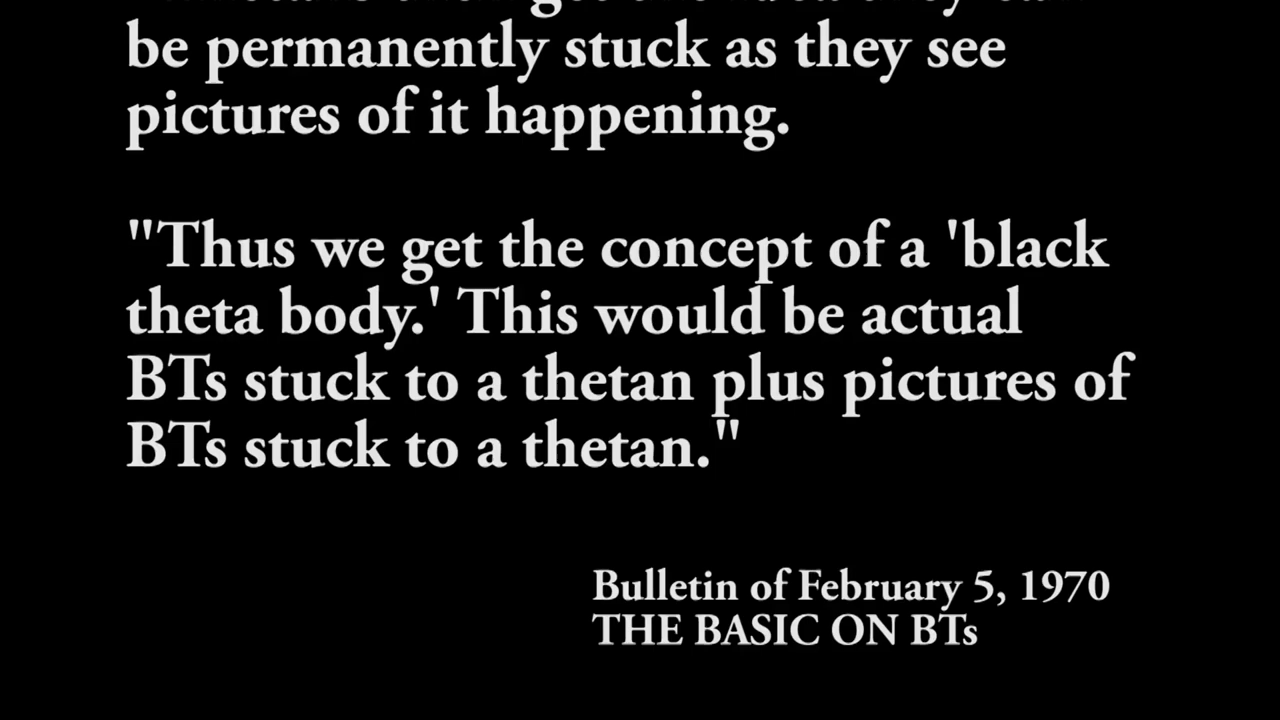 be permanently stuck as they see
pictures of it happening.
"Thus we get the concept of a 'black
theta body.' This would be actual
BTs stuck to a thetan plus pictures of
BTs stuck to a thetan."
Bulletin of February 5, 1970
THE BASIC ON BTs